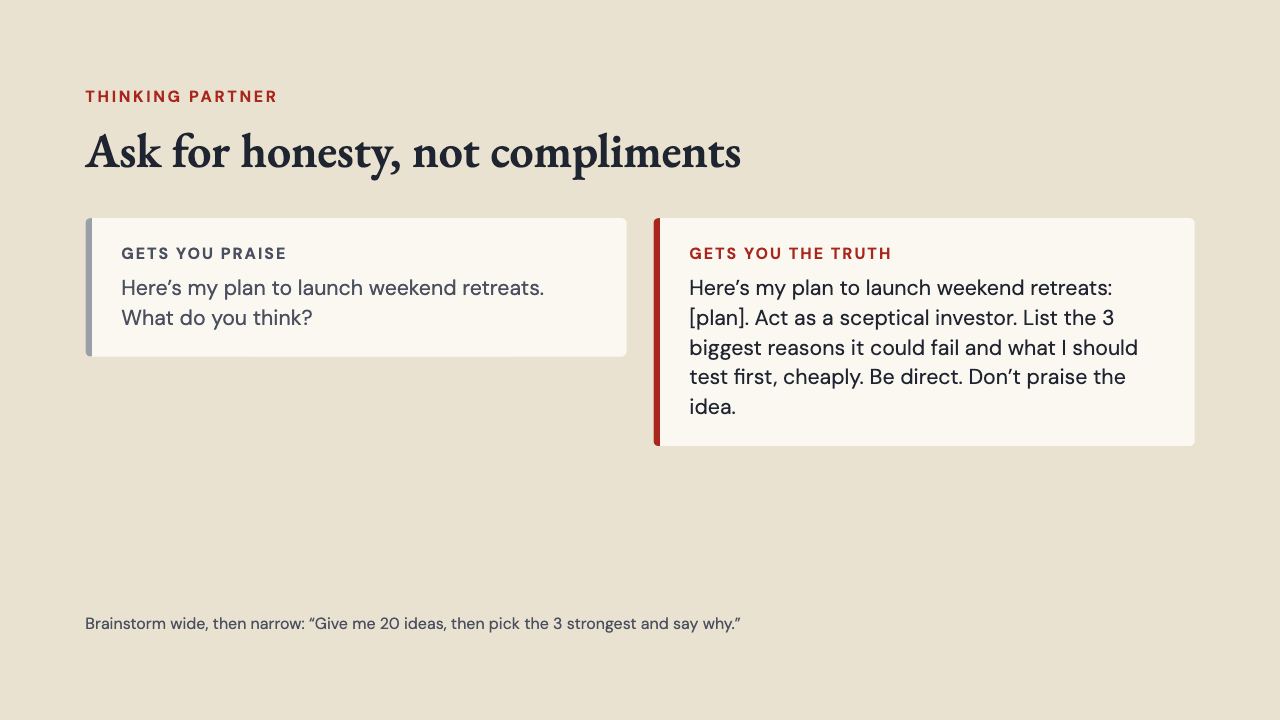 THINKING PARTNER
Ask for honesty, not compliments
GETS YOU PRAISE
Here’s my plan to launch weekend retreats.
What do you think?
GETS YOU THE TRUTH
Here’s my plan to launch weekend retreats:
[plan]. Act as a sceptical investor. List the 3
biggest reasons it could fail and what I should
test first, cheaply. Be direct. Don’t praise the
idea.
Brainstorm wide, then narrow: “Give me 20 ideas, then pick the 3 strongest and say why.”